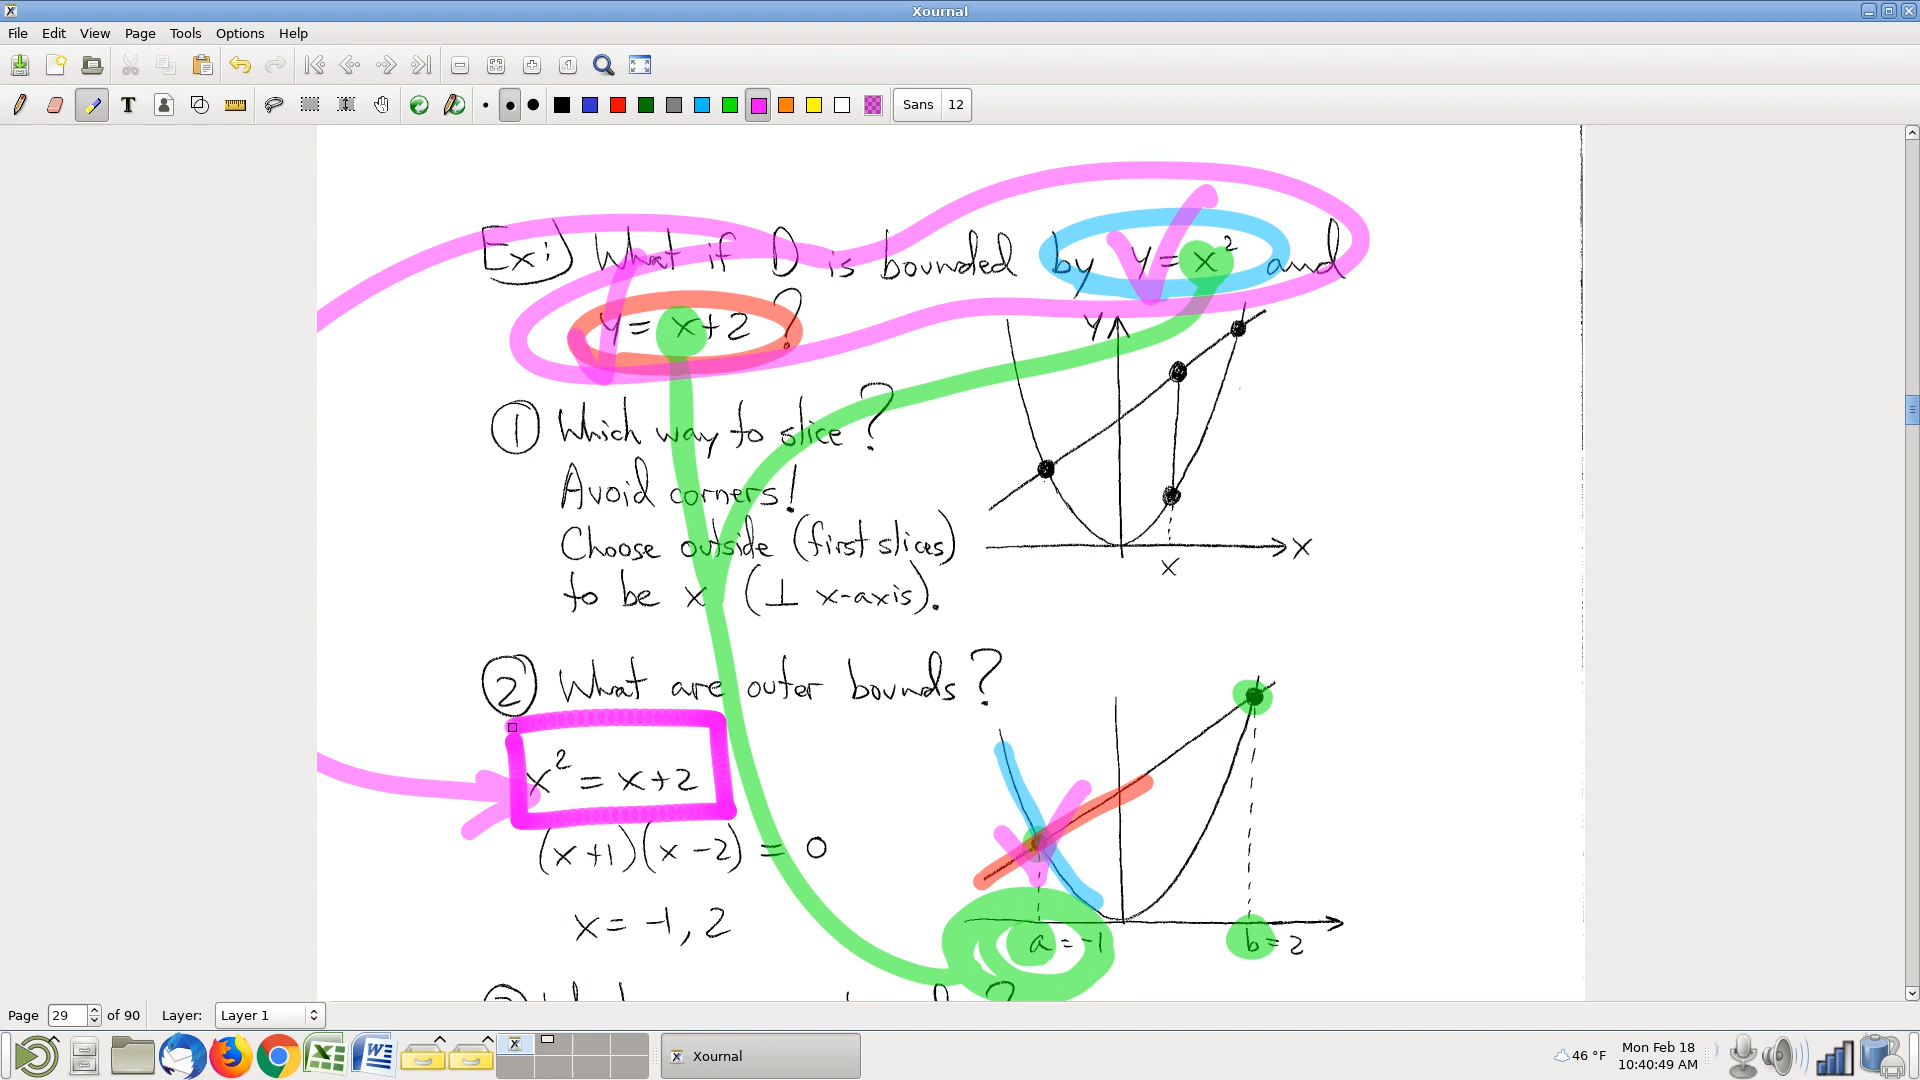 Xournal
File Edit View Page Tools Options Help
Sans 12
Ex: What if D is bounded by y = x² and
y = x+2 ?
① Which way to slice?
Avoid corners!
Choose outside (first slices)
to be x (⊥ x-axis).
y
x
x
② What are outer bounds?
x² = x+2
(x+1)(x-2) = 0
x = -1, 2
a = -1
b = 2
Page 29 of 90 Layer: Layer 1
Xournal
46 °F
Mon Feb 18
10:40:49 AM